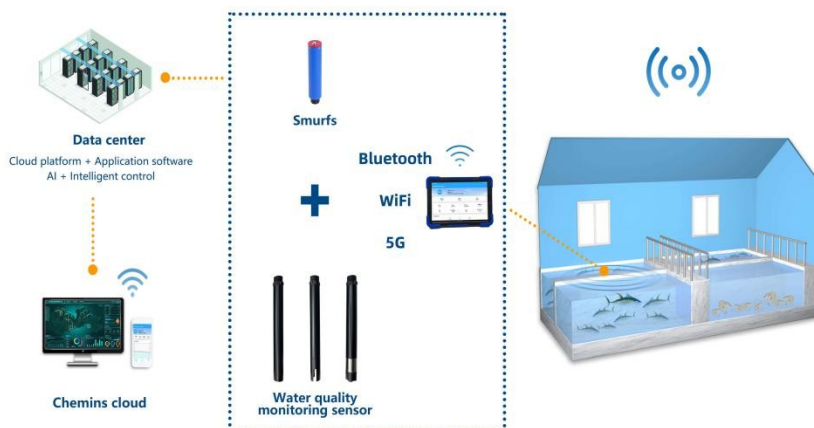 Data center
Cloud platform + Application software
AI + Intelligent control
Chemins cloud
Smurfs
Bluetooth
WiFi
5G
Water quality
monitoring sensor